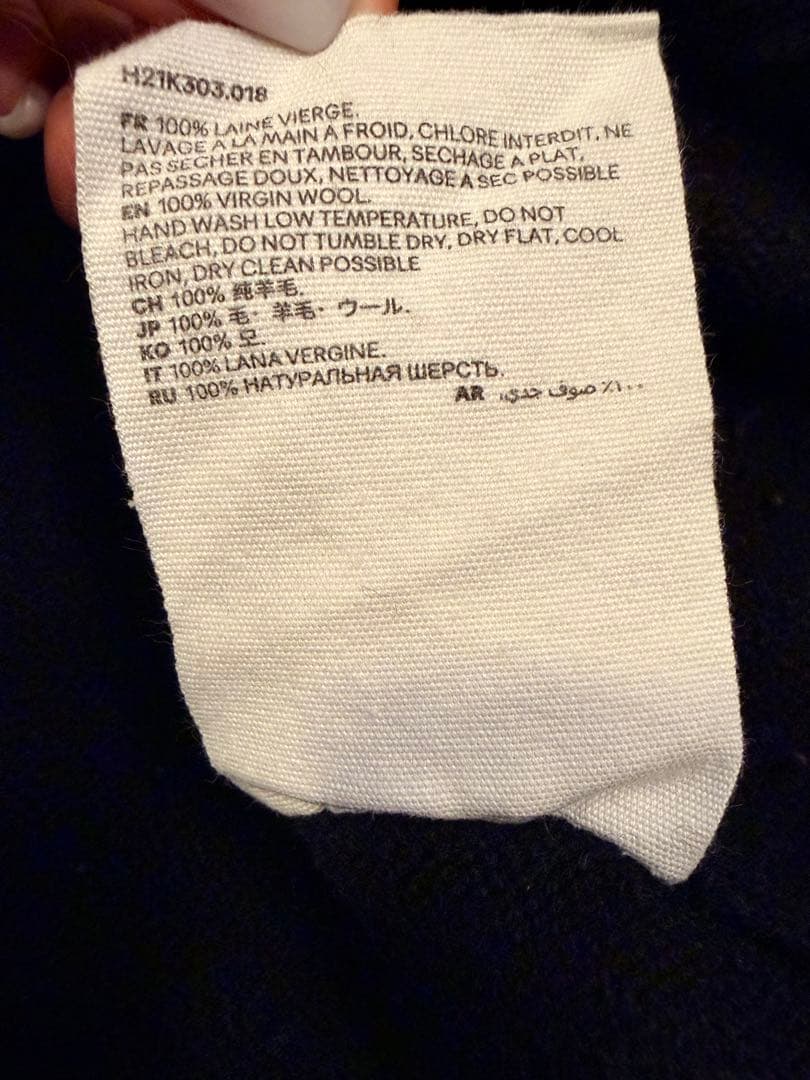 H21K303.018
FR 100% LAINE VIERGE.
LAVAGE A LA MAIN A FROID, CHLORE INTERDIT, NE
PAS SECHER EN TAMBOUR, SECHAGE A PLAT,
REPASSAGE DOUX, NETTOYAGE A SEC POSSIBLE
EN 100% VIRGIN WOOL.
HAND WASH LOW TEMPERATURE, DO NOT
BLEACH, DO NOT TUMBLE DRY, DRY FLAT, COOL
IRON, DRY CLEAN POSSIBLE
CH 100% 纯羊毛.
JP 100% 毛・羊毛・ウール.
KO 100% 모.
IT 100% LANA VERGINE.
RU 100% НАТУРАЛЬНАЯ ШЕРСТЬ.
AR ١٠٠٪ صوف